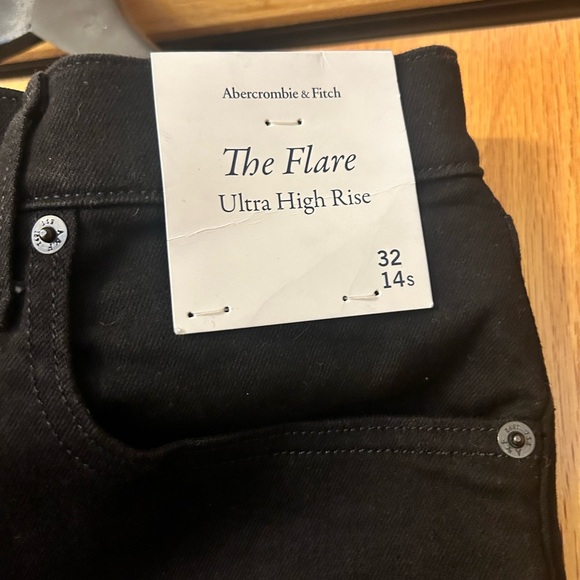 Abercrombie & Fitch
The Flare
Ultra High Rise
32
14s